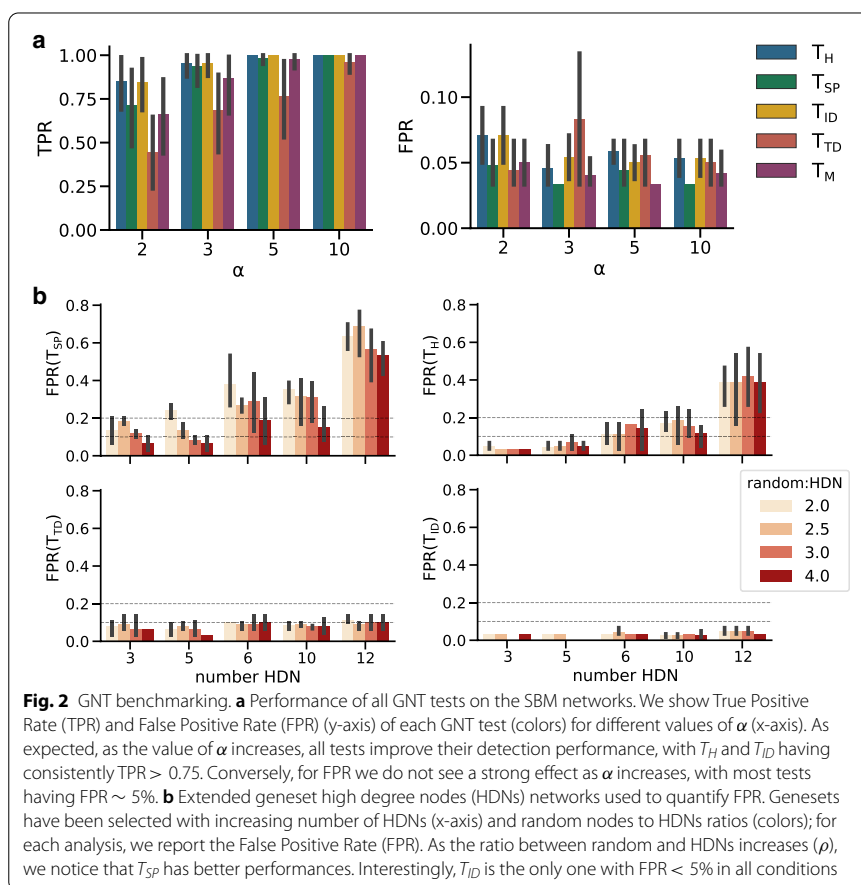 a
TPR
1.00
0.75
0.50
0.25
0.00
2
3
5
10
α
FPR
0.10
0.05
0.00
2
3
5
10
α
T_H
T_SP
T_ID
T_TD
T_M
b
FPR(T_SP)
0.8
0.6
0.4
0.2
0.0
3
5
6
10
12
FPR(T_H)
0.8
0.6
0.4
0.2
0.0
3
5
6
10
12
FPR(T_TD)
0.8
0.6
0.4
0.2
0.0
3
5
6
10
12
number HDN
FPR(T_ID)
0.8
0.6
0.4
0.2
0.0
3
5
6
10
12
number HDN
random:HDN
2.0
2.5
3.0
4.0
Fig. 2 GNT benchmarking. a Performance of all GNT tests on the SBM networks. We show True Positive
Rate (TPR) and False Positive Rate (FPR) (y-axis) of each GNT test (colors) for different values of α (x-axis). As
expected, as the value of α increases, all tests improve their detection performance, with T_H and T_ID having
consistently TPR > 0.75. Conversely, for FPR we do not see a strong effect as α increases, with most tests
having FPR ∼ 5%. b Extended geneset high degree nodes (HDNs) networks used to quantify FPR. Genesets
have been selected with increasing number of HDNs (x-axis) and random nodes to HDNs ratios (colors); for
each analysis, we report the False Positive Rate (FPR). As the ratio between random and HDNs increases (ρ),
we notice that T_SP has better performances. Interestingly, T_ID is the only one with FPR < 5% in all conditions